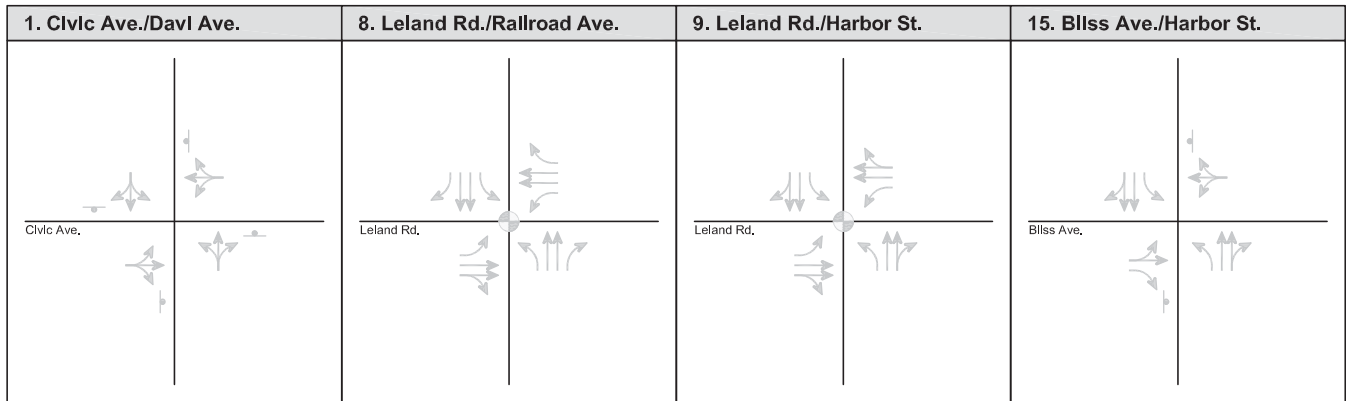 1. Civic Ave./Davi Ave.
8. Leland Rd./Railroad Ave.
9. Leland Rd./Harbor St.
15. Bliss Ave./Harbor St.
Civic Ave.
Leland Rd.
Leland Rd.
Bliss Ave.